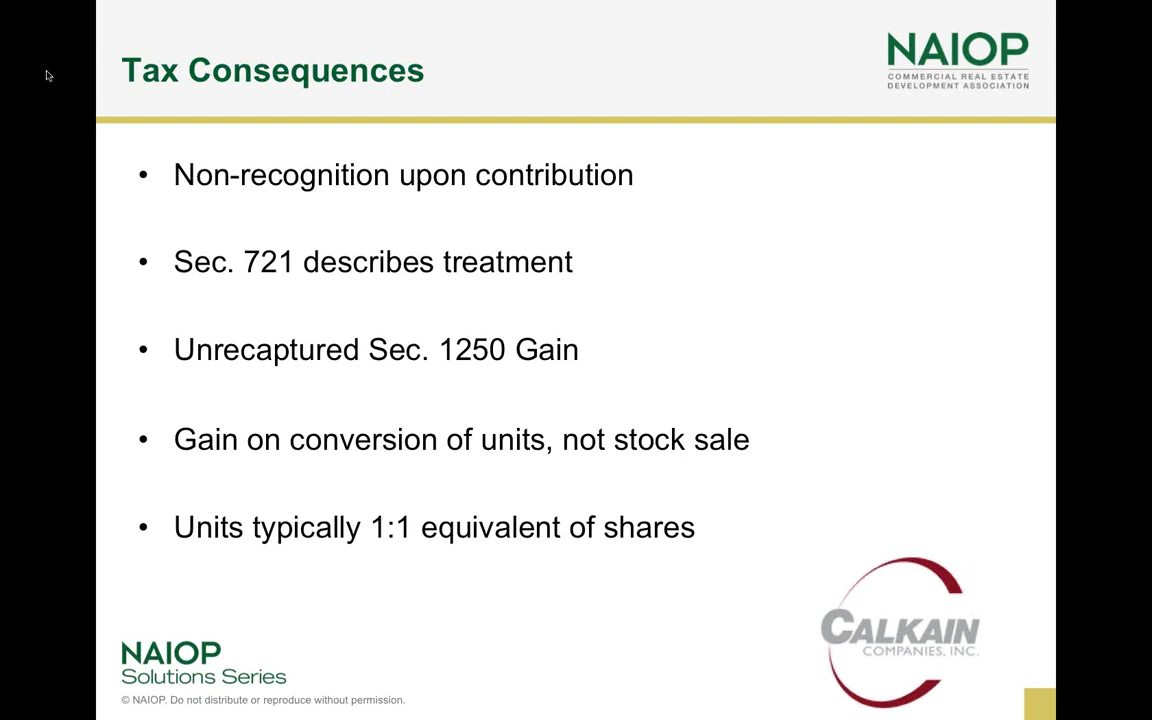 Tax Consequences
NAIOP
COMMERCIAL REAL ESTATE
DEVELOPMENT ASSOCIATION
• Non-recognition upon contribution
• Sec. 721 describes treatment
• Unrecaptured Sec. 1250 Gain
• Gain on conversion of units, not stock sale
• Units typically 1:1 equivalent of shares
CALKAIN
COMPANIES, INC.
NAIOP
Solutions Series
© NAIOP. Do not distribute or reproduce without permission.